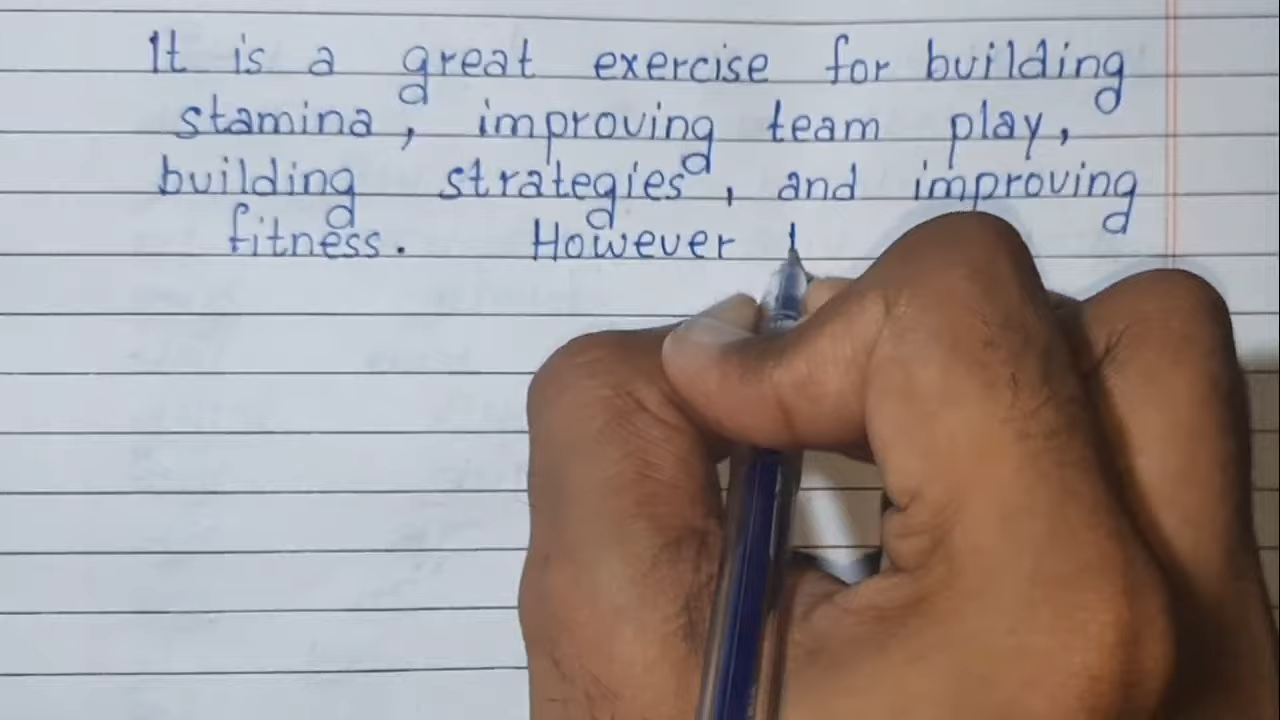 It is a great exercise for building
stamina, improving team play,
building strategies, and improving
fitness. However